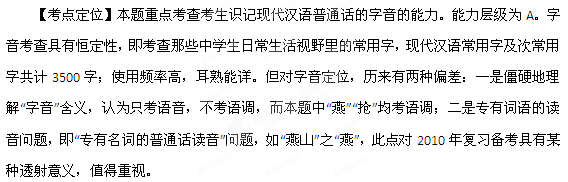 【考点定位】本题重点考查考生识记现代汉语普通话的字音的能力。能力层级为 A。字
音考查具有恒定性，即考查那些中学生日常生活视野里的常用字，现代汉语常用字及次常用
字共计 3500 字；使用频率高，耳熟能详。但对字音定位，历来有两种偏差：一是僵硬地理
解“字音”含义，认为只考语音，不考语调，而本题中“燕”“抢”均考语调；二是专有词语的读
音问题，即“专有名词的普通话读音”问题，如“燕山”之“燕”，此点对 2010 年复习备考具有某
种透射意义，值得重视。